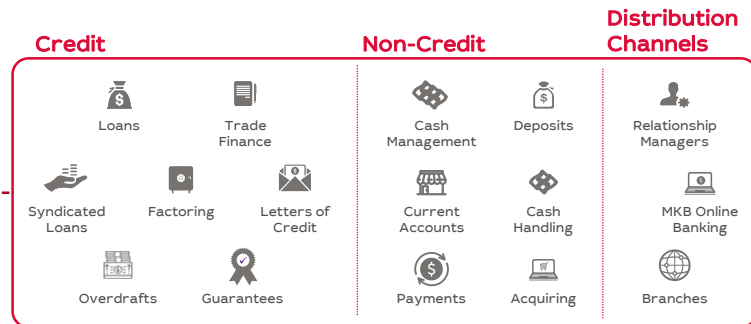 Credit
Loans
Trade
Finance
Syndicated
Loans
Factoring
Letters of
Credit
Overdrafts
Guarantees
Non-Credit
Cash
Management
Deposits
Current
Accounts
Cash
Handling
Payments
Acquiring
Distribution
Channels
Relationship
Managers
MKB Online
Banking
Branches